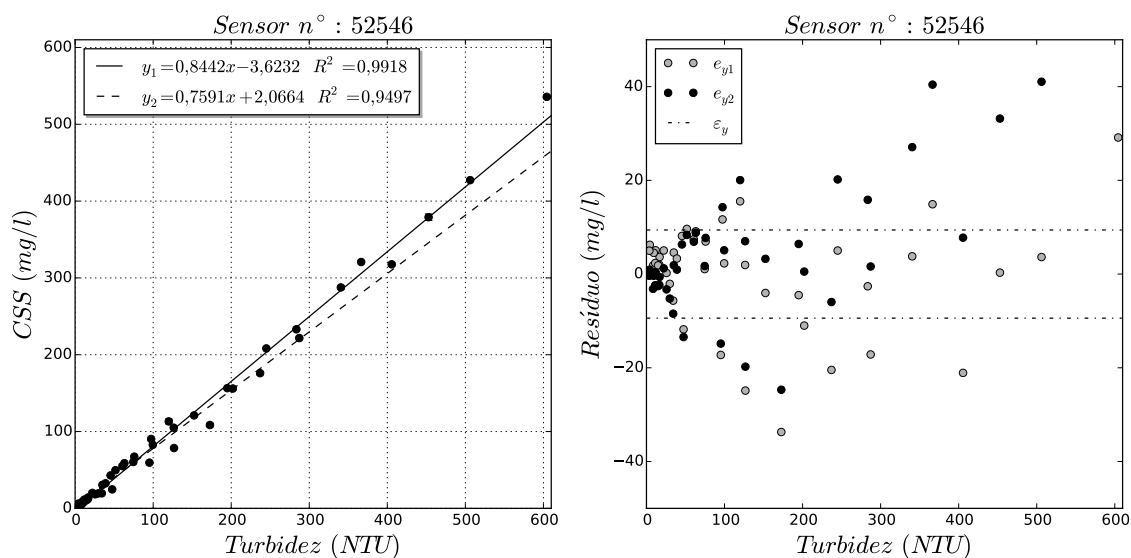 Sensor n° : 52546
600
500
400
300
200
100
0
y1=0,8442x−3,6232 R² =0,9918
y2=0,7591x+2,0664 R² =0,9497
CSS (mg/l)
0 100 200 300 400 500 600
Turbidez (NTU)
Sensor n° : 52546
40
20
0
−20
−40
e_y1
e_y2
ε_y
Resíduo (mg/l)
0 100 200 300 400 500 600
Turbidez (NTU)